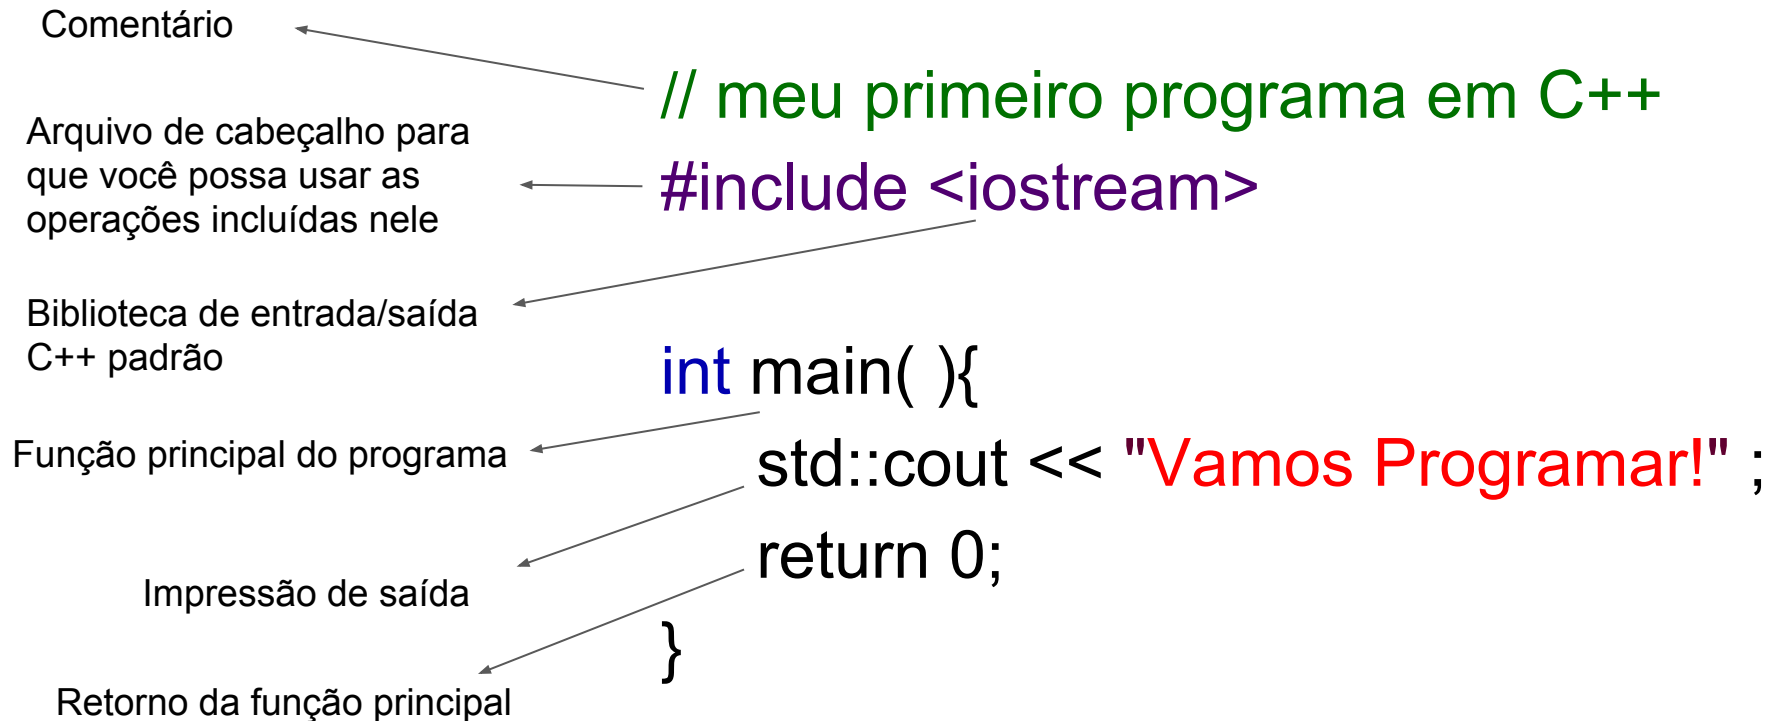 Comentário
// meu primeiro programa em C++
Arquivo de cabeçalho para
que você possa usar as
operações incluídas nele
#include <iostream>
Biblioteca de entrada/saída
C++ padrão
int main( ){
Função principal do programa
std::cout << "Vamos Programar!" ;
Impressão de saída
return 0;
}
Retorno da função principal